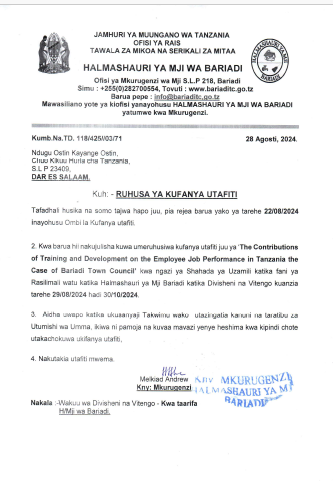 JAMHURI YA MUUNGANO WA TANZANIA
OFISI YA RAIS
TAWALA ZA MIKOA NA SERIKALI ZA MITAA
HALMASHAURI YA MJI WA BARIADI
Ofisi ya Mkurugenzi wa Mji S.L.P 218, Bariadi
Simu : +255(0)282700554, Tovuti : www.bariaditc.go.tz
Barua pepe : info@bariaditc.go.tz
Mawasiliano yote ya kiofisi yanayohusu HALMASHAURI YA MJI WA BARIADI
yatumwe kwa Mkurugenzi.
HALMASHAURI YA MJI
BARIADI
Kumb.Na.TD. 118/425/03/71
28 Agosti, 2024.
Ndugu Ostin Kayange Ostin,
Chuo Kikuu Huria cha Tanzania,
S.L.P 23409,
DAR ES SALAAM.
Kuh: - RUHUSA YA KUFANYA UTAFITI
Tafadhali husika na somo tajwa hapo juu, pia rejea barua yako ya tarehe 22/08/2024
inayohusu Ombi la Kufanya utafiti.
2. Kwa barua hii nakujulisha kuwa umeruhusiwa kufanya utafiti juu ya 'The Contributions
of Training and Development on the Employee Job Performance in Tanzania the
Case of Bariadi Town Council' kwa ngazi ya Shahada ya Uzamili katika fani ya
Rasilimali watu katika Halmashauri ya Mji Bariadi katika Divisheni na Vitengo kuanzia
tarehe 29/08/2024 hadi 30/10/2024.
3. Aidha uwapo katika ukusanyaji Takwimu wako utazingatia kanuni na taratibu za
Utumishi wa Umma, ikiwa ni pamoja na kuvaa mavazi yenye heshima kwa kipindi chote
utakachokuwa ukifanya utafiti,
4. Nakutakia utafiti mwema.
Melkiad Andrew
Kny: Mkurugenzi
Kny MKURUGENZI
HALMASHAURI YA MJI
BARIADI
Nakala :-Wakuu wa Divisheni na Vitengo - Kwa taarifa
H/Mji wa Bariadi.